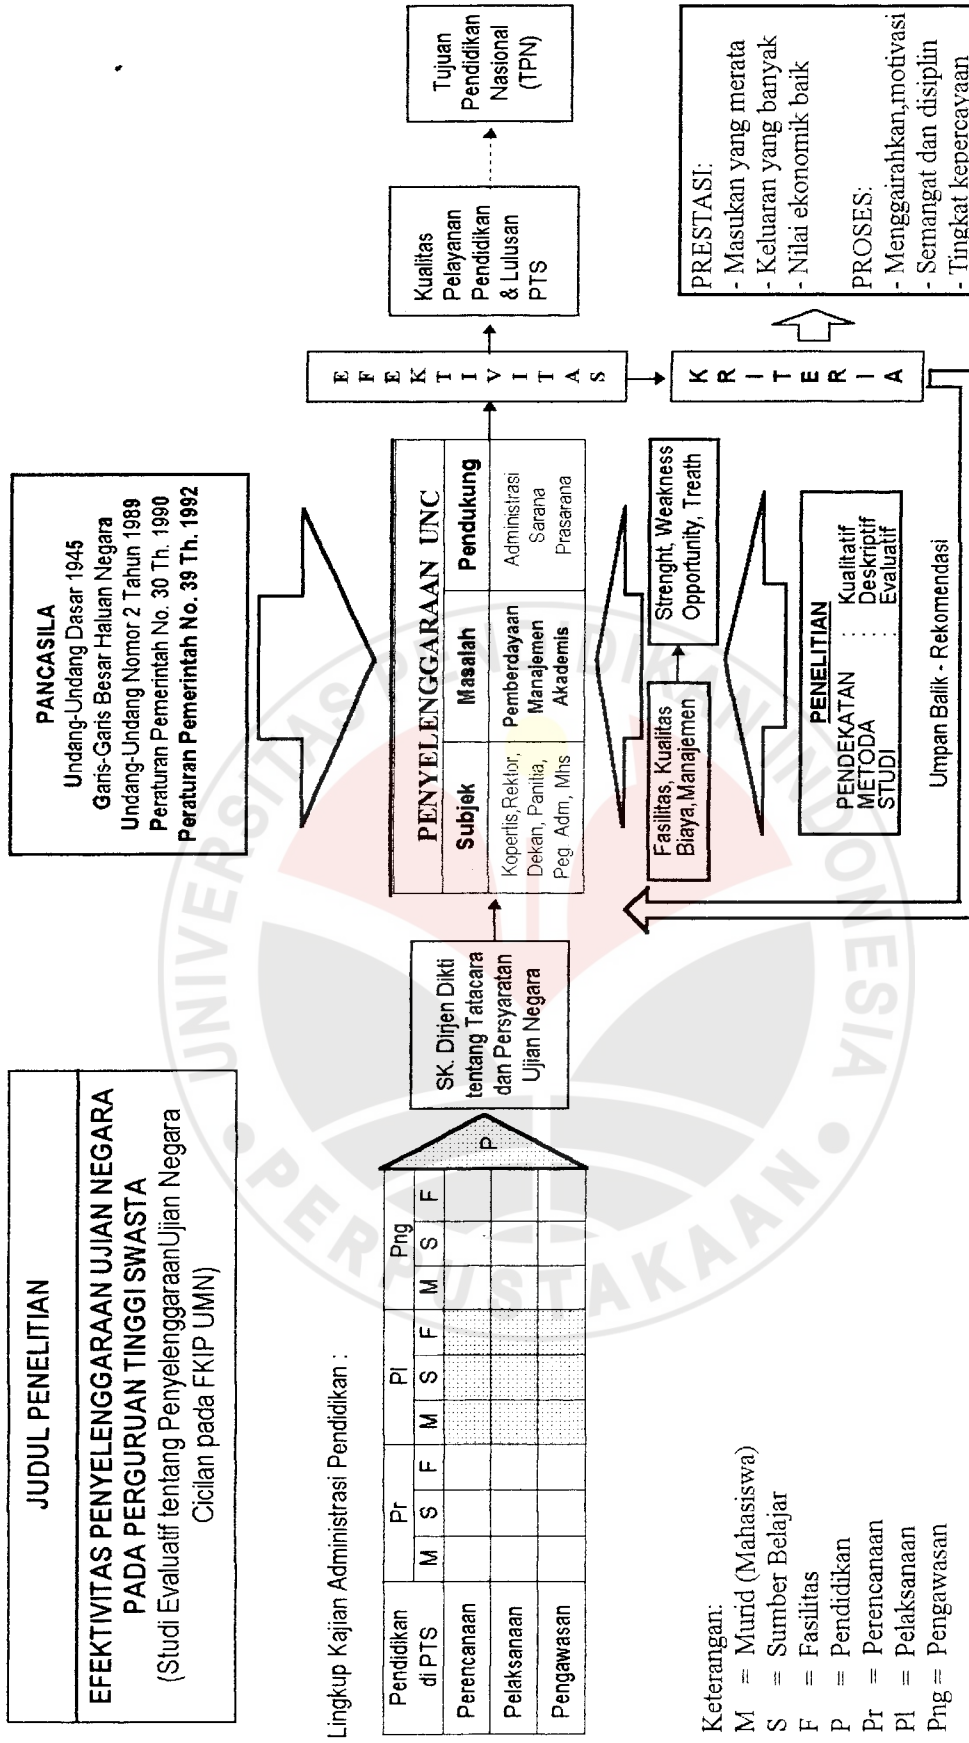 JUDUL PENELITIAN
EFEKTIVITAS PENYELENGGARAAN UJIAN NEGARA
PADA PERGURUAN TINGGI SWASTA
(Studi Evaluatif tentang PenyelenggaraanUjian Negara
Cicilan pada FKIP UMN)
PANCASILA
Undang-Undang Dasar 1945
Garis-Garis Besar Haluan Negara
Undang-Undang Nomor 2 Tahun 1989
Peraturan Pemerintah No. 30 Th. 1990
Peraturan Pemerintah No. 39 Th. 1992
Lingkup Kajian Administrasi Pendidikan :
Pendidikan di PTS
Pr Pl Png
M S F M S F M S F
Perencanaan
Pelaksanaan
Pengawasan
P
SK. Dirjen Dikti
tentang Tatacara
dan Persyaratan
Ujian Negara
PENYELENGGARAAN UNC
Subjek Masalah Pendukung
Kopertis,Rektor, Pemberdayaan Administrasi
Dekan, Panitia, Manajemen Sarana
Peg. Adm, Mhs Akademis Prasarana
EFEKTIVITAS
Kualitas
Pelayanan
Pendidikan
& Lulusan
PTS
Tujuan
Pendidikan
Nasional
(TPN)
Fasilitas, Kualitas
Biaya,Manajemen
Strenght, Weakness
Opportunity, Treath
KRITERIA
PRESTASI:
- Masukan yang merata
- Keluaran yang banyak
- Nilai ekonomik baik
PROSES:
- Menggairahkan,motivasi
- Semangat dan disiplin
- Tingkat kepercayaan
PENELITIAN
PENDEKATAN : Kualitatif
METODA : Deskriptif
STUDI : Evaluatif
Umpan Balik - Rekomendasi
Keterangan:
M = Murid (Mahasiswa)
S = Sumber Belajar
F = Fasilitas
P = Pendidikan
Pr = Perencanaan
Pl = Pelaksanaan
Png = Pengawasan
UNIVERSITAS PENDIDIKAN INDONESIA
PERPUSTAKAAN